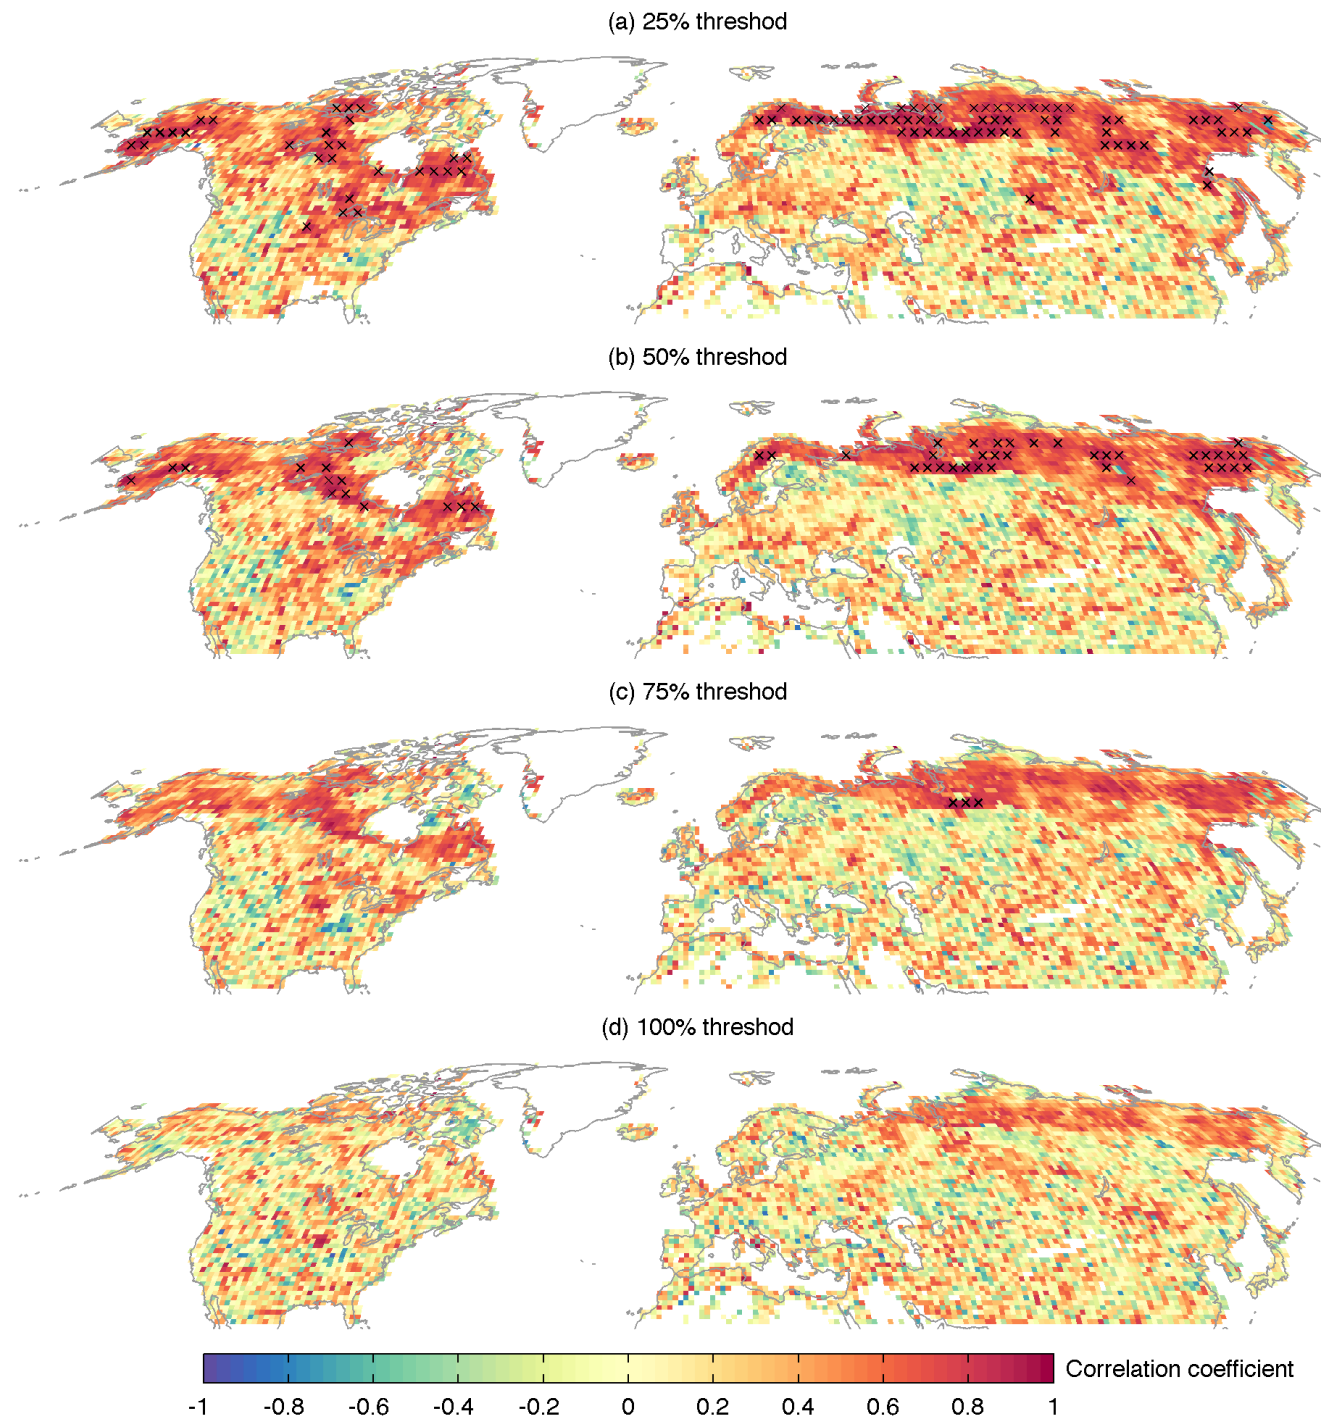 (a) 25% threshod
(b) 50% threshod
(c) 75% threshod
(d) 100% threshod
Correlation coefficient
-1 -0.8 -0.6 -0.4 -0.2 0 0.2 0.4 0.6 0.8 1